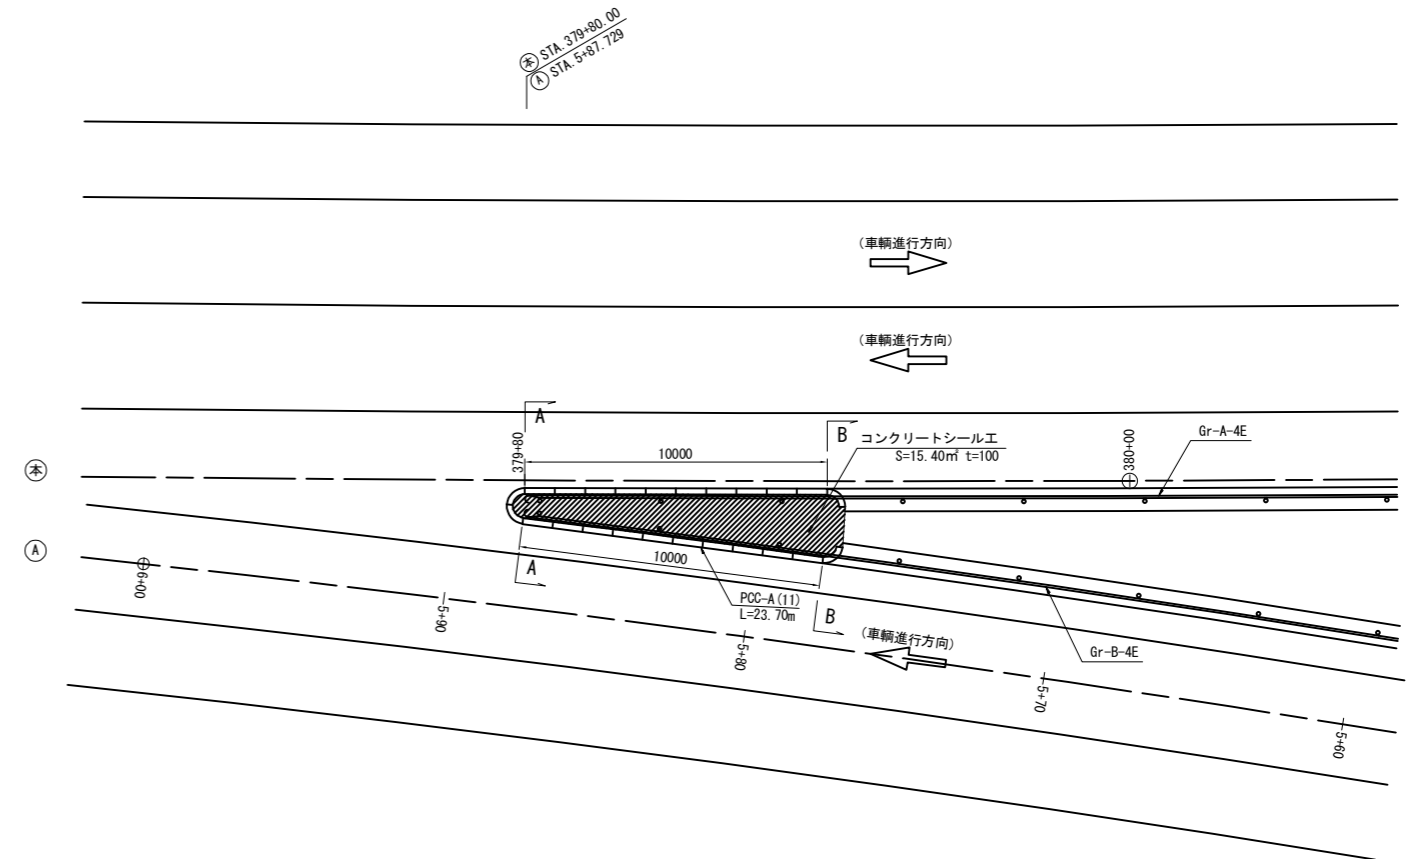 本 STA. 379+80.00
A STA. 5+87.729
(車輌進行方向)
(車輌進行方向)
A
379+80
10000
B
コンクリートシール工
S=15.40㎡ t=100
380+00
Gr-A-4E
本
A
6+00
5+90
A
10000
PCC-A(11)
L=23.70m
B
5+80
(車輌進行方向)
Gr-B-4E
5+70
5+60